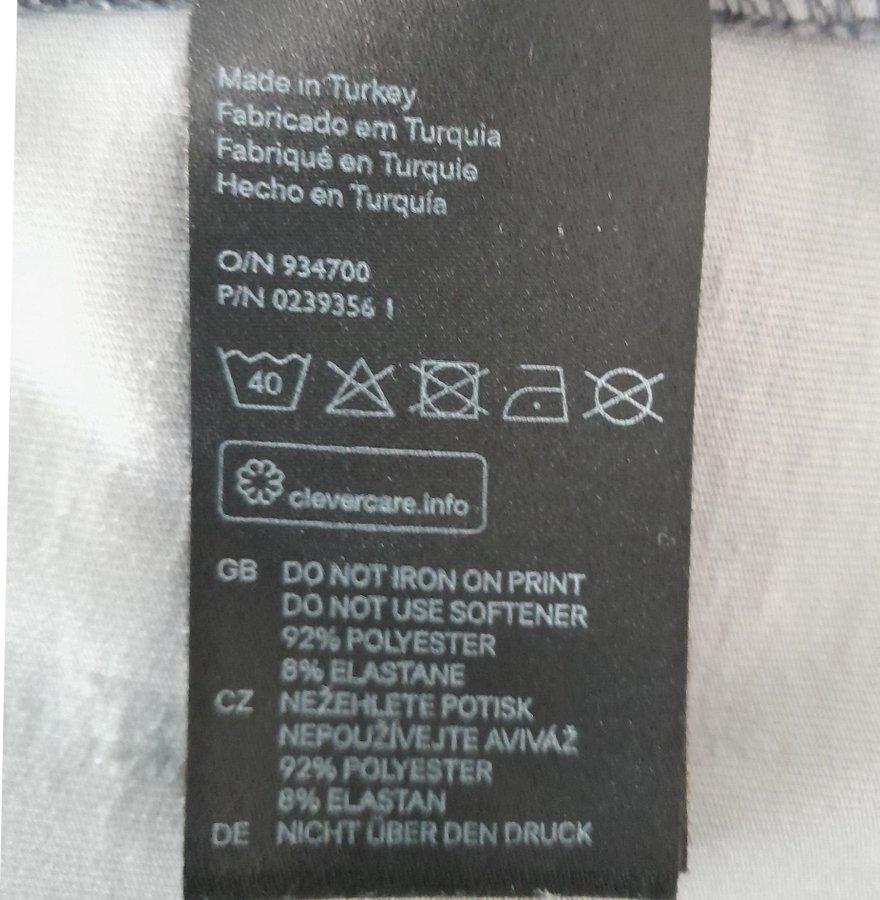 Made in Turkey
Fabricado em Turquia
Fabriqué en Turquie
Hecho en Turquía
O/N 934700
P/N 0239356 1
40
clevercare.info
GB DO NOT IRON ON PRINT
DO NOT USE SOFTENER
92% POLYESTER
8% ELASTANE
CZ NEŽEHLETE POTISK
NEPOUŽÍVEJTE AVIVÁŽ
92% POLYESTER
8% ELASTAN
DE NICHT ÜBER DEN DRUCK